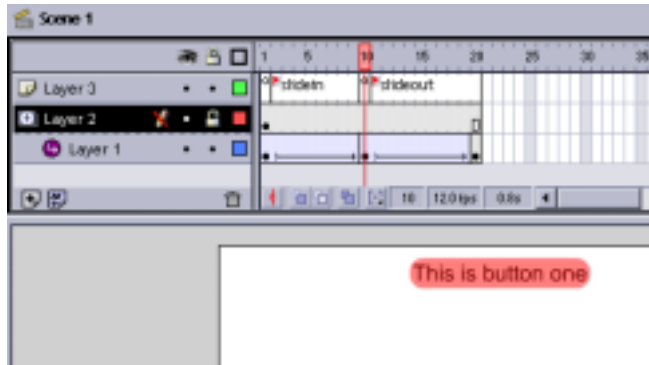 Scene 1
1 5 10 15 20 25 30 35
Layer 3 slidein slideout
Layer 2
Layer 1
10 12.0 fps 0.8s
This is button one